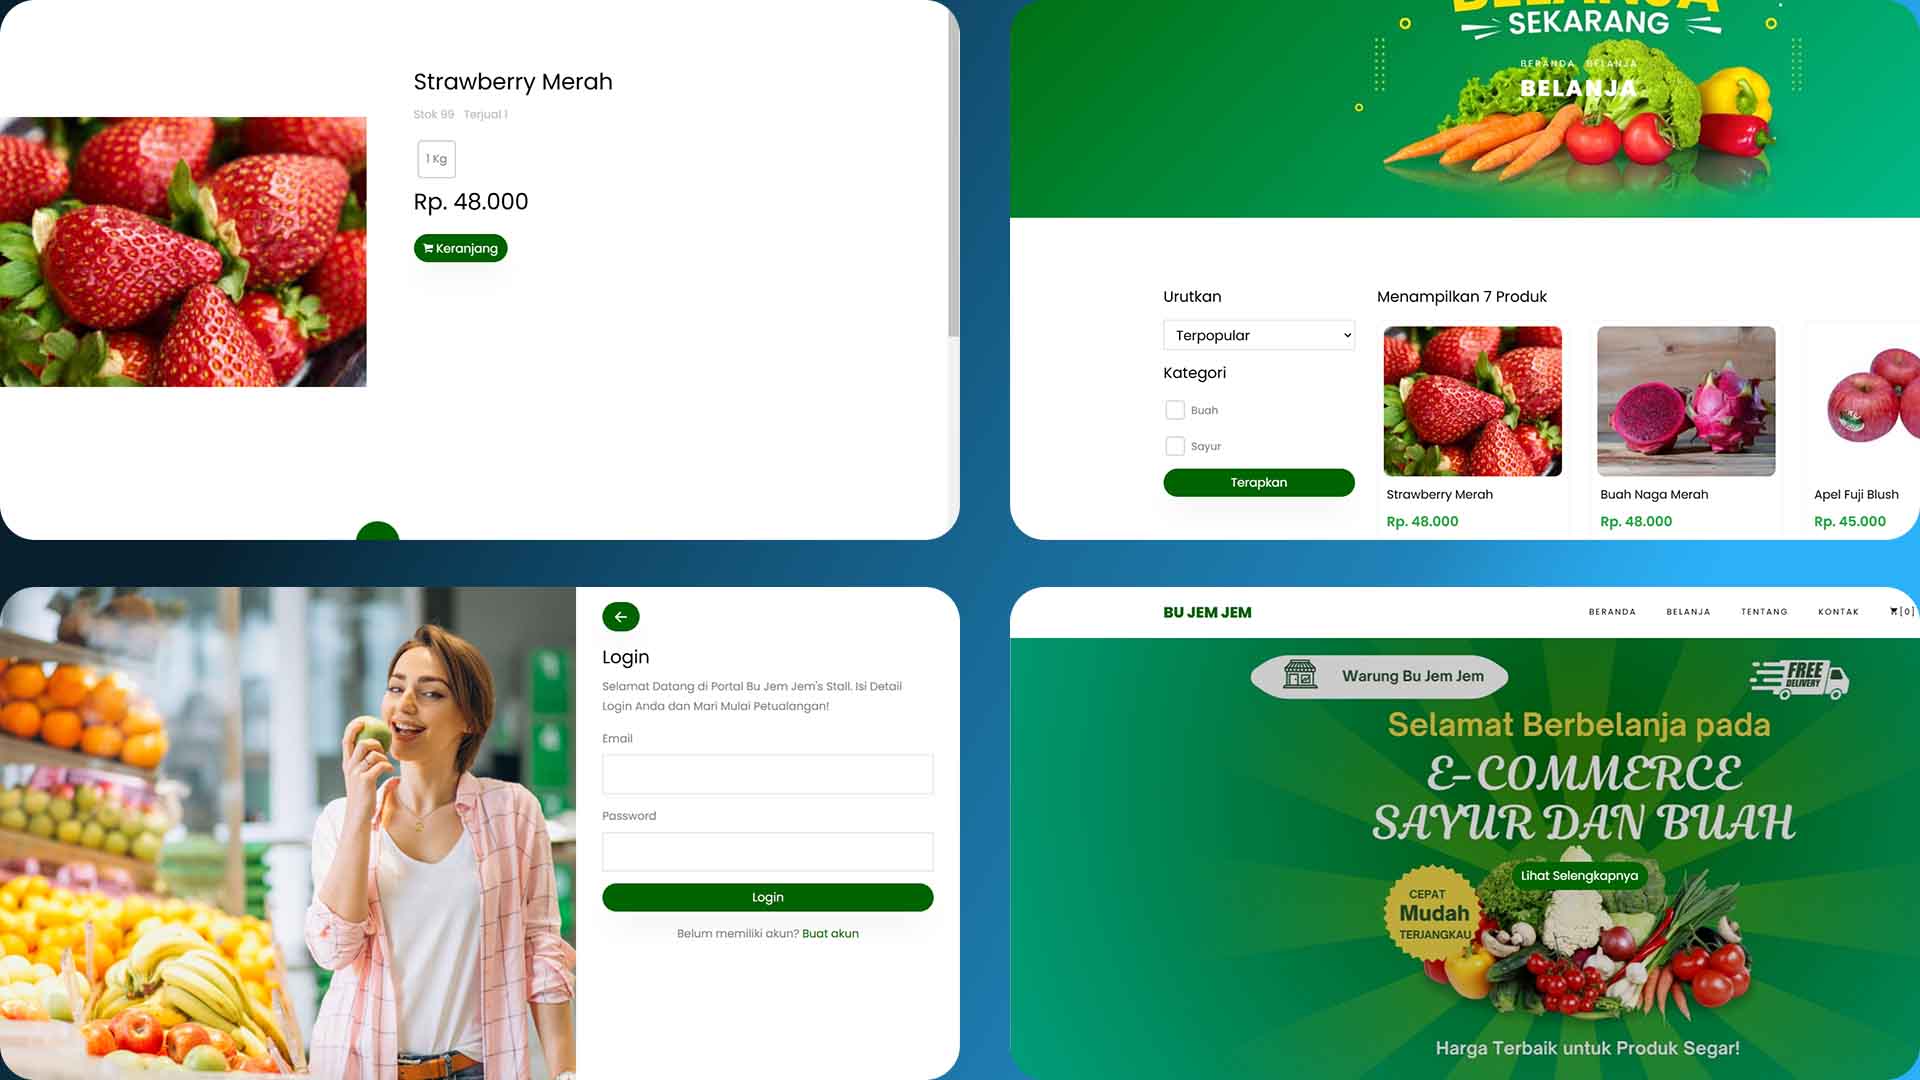 Strawberry Merah
Stok 99 Terjual 1
1 Kg
Rp. 48.000
Keranjang
BELANJA
SEKARANG
BERANDA BELANJA
BELANJA
Urutkan
Menampilkan 7 Produk
Terpopular
Kategori
Buah
Sayur
Terapkan
Strawberry Merah
Rp. 48.000
Buah Naga Merah
Rp. 48.000
Apel Fuji Blush
Rp. 45.000
Login
Selamat Datang di Portal Bu Jem Jem's Stall. Isi Detail
Login Anda dan Mari Mulai Petualangan!
Email
Password
Login
Belum memiliki akun? Buat akun
BU JEM JEM
BERANDA BELANJA TENTANG KONTAK [0]
Warung Bu Jem Jem
FREE
DELIVERY
Selamat Berbelanja pada
E-COMMERCE
SAYUR DAN BUAH
Lihat Selengkapnya
CEPAT
Mudah
TERJANGKAU
Harga Terbaik untuk Produk Segar!